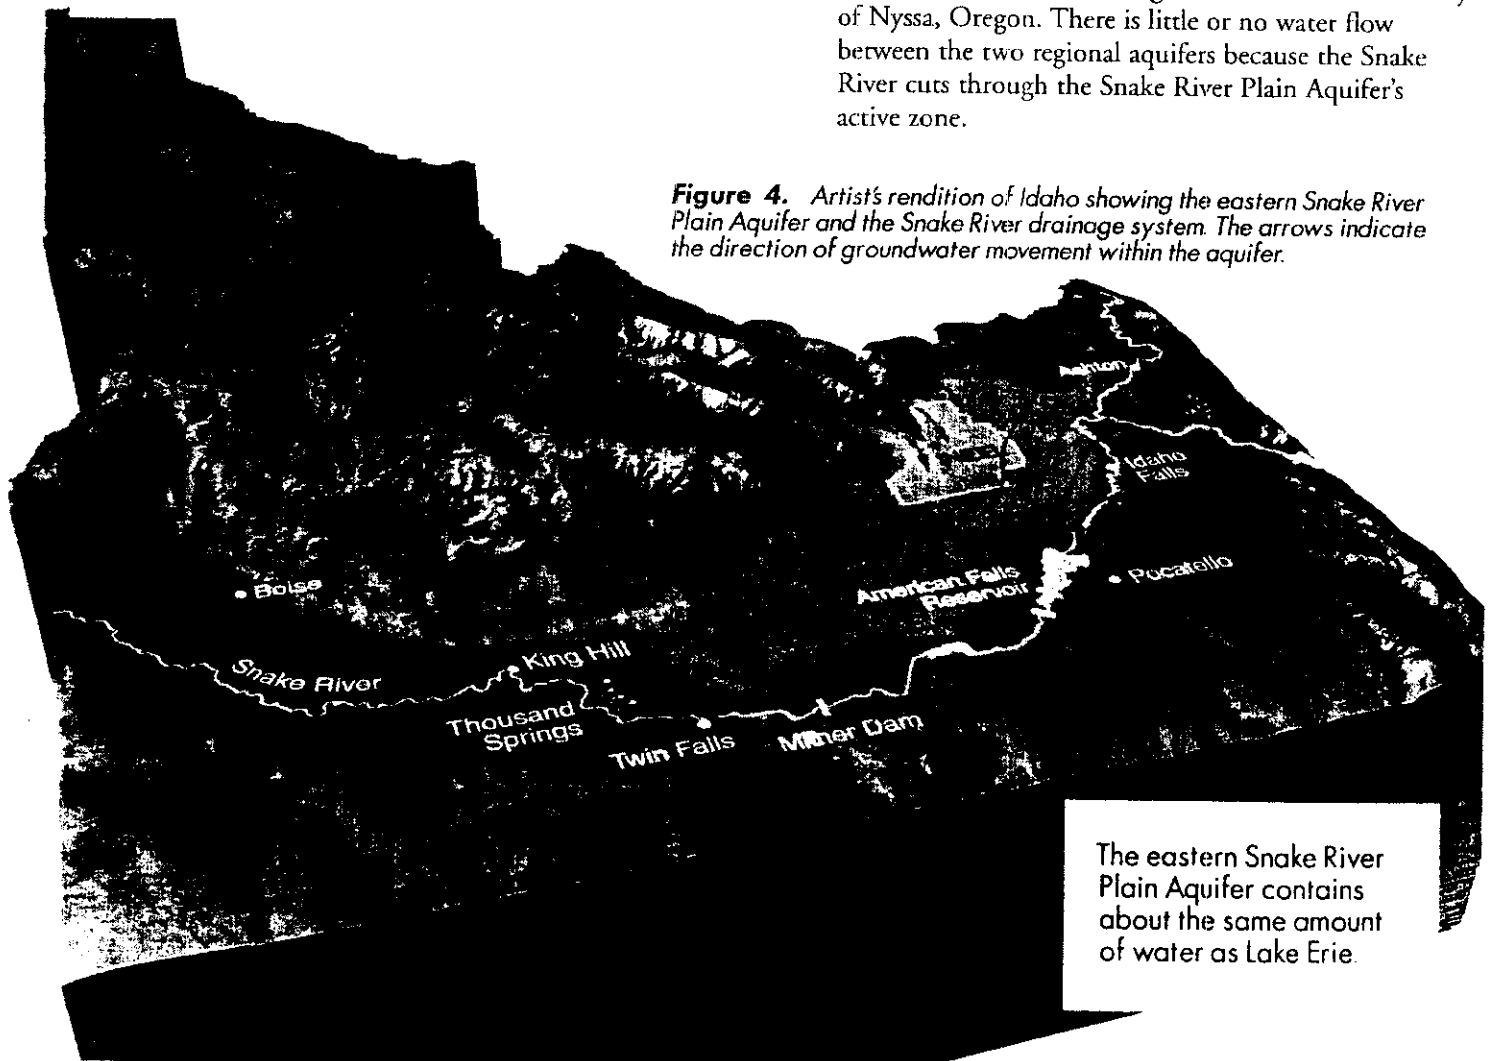 of Nyssa, Oregon. There is little or no water flow
between the two regional aquifers because the Snake
River cuts through the Snake River Plain Aquifer's
active zone.
Figure 4. Artist's rendition of Idaho showing the eastern Snake River
Plain Aquifer and the Snake River drainage system. The arrows indicate
the direction of groundwater movement within the aquifer.
Ashton
Idaho
Falls
American Falls
Reservoir
Pocatello
Boise
King Hill
Snake River
Thousand
Springs
Twin Falls
Milner Dam
The eastern Snake River
Plain Aquifer contains
about the same amount
of water as Lake Erie.